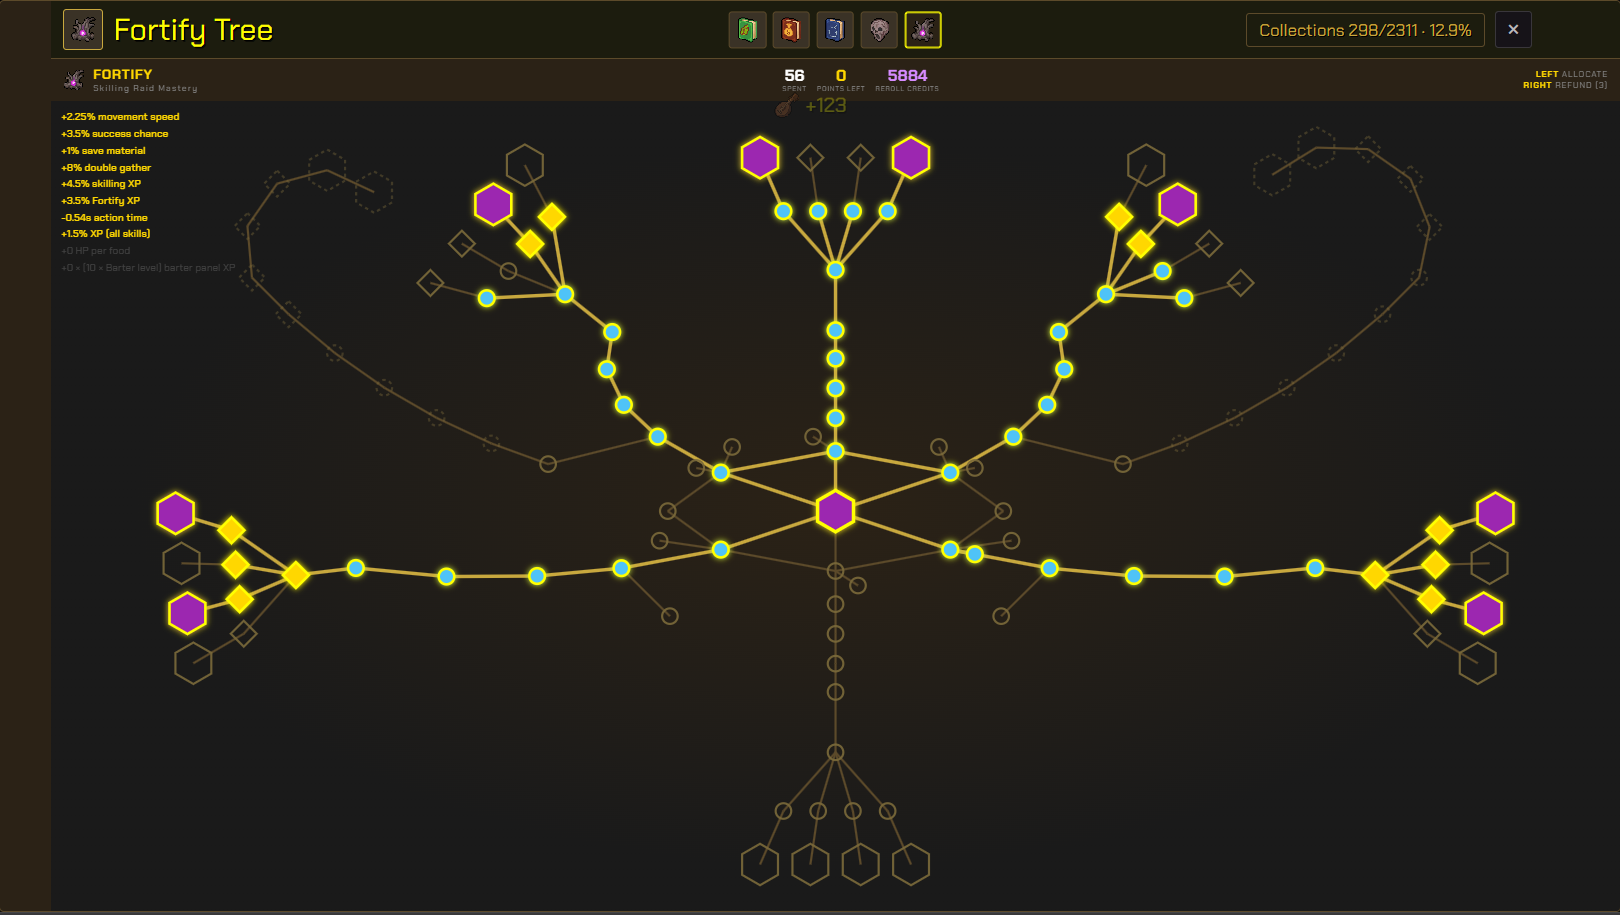 Fortify Tree
Collections 298/2311 · 12.9%
✕
FORTIFY
Skilling Raid Mastery
56
SPENT
0
POINTS LEFT
5884
REROLL CREDITS
LEFT ALLOCATE
RIGHT REFUND (3)
+123
+2.25% movement speed
+3.5% success chance
+1% save material
+8% double gather
+4.5% skilling XP
+3.5% Fortify XP
-0.54s action time
+1.5% XP (all skills)
+0 HP per food
+0 × (10 × Barter level) barter panel XP